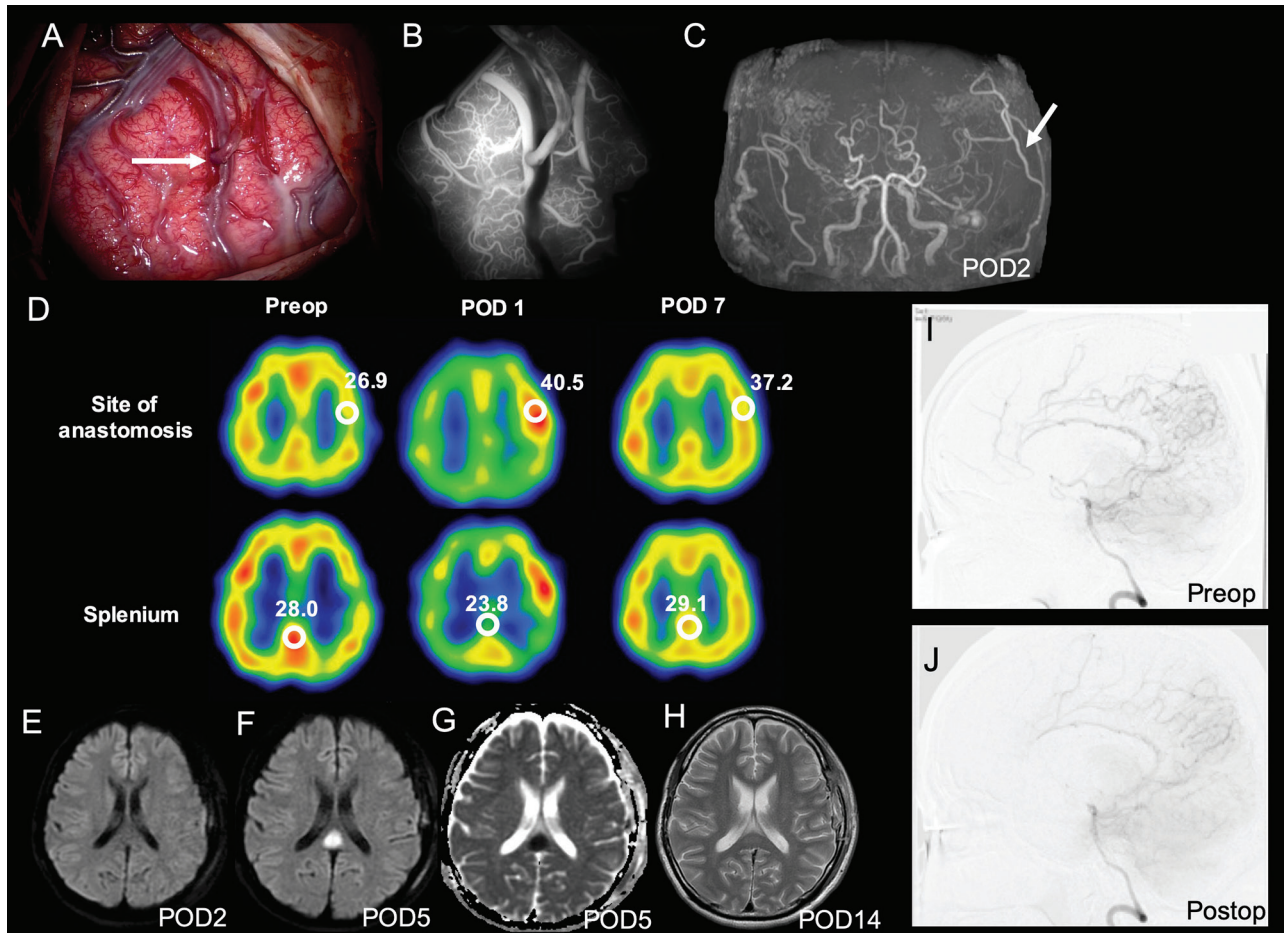 A
B
C
POD2
D
Preop
POD 1
POD 7
Site of
anastomosis
26.9
40.5
37.2
Splenium
28.0
23.8
29.1
E
POD2
F
POD5
G
POD5
H
POD14
I
Preop
J
Postop